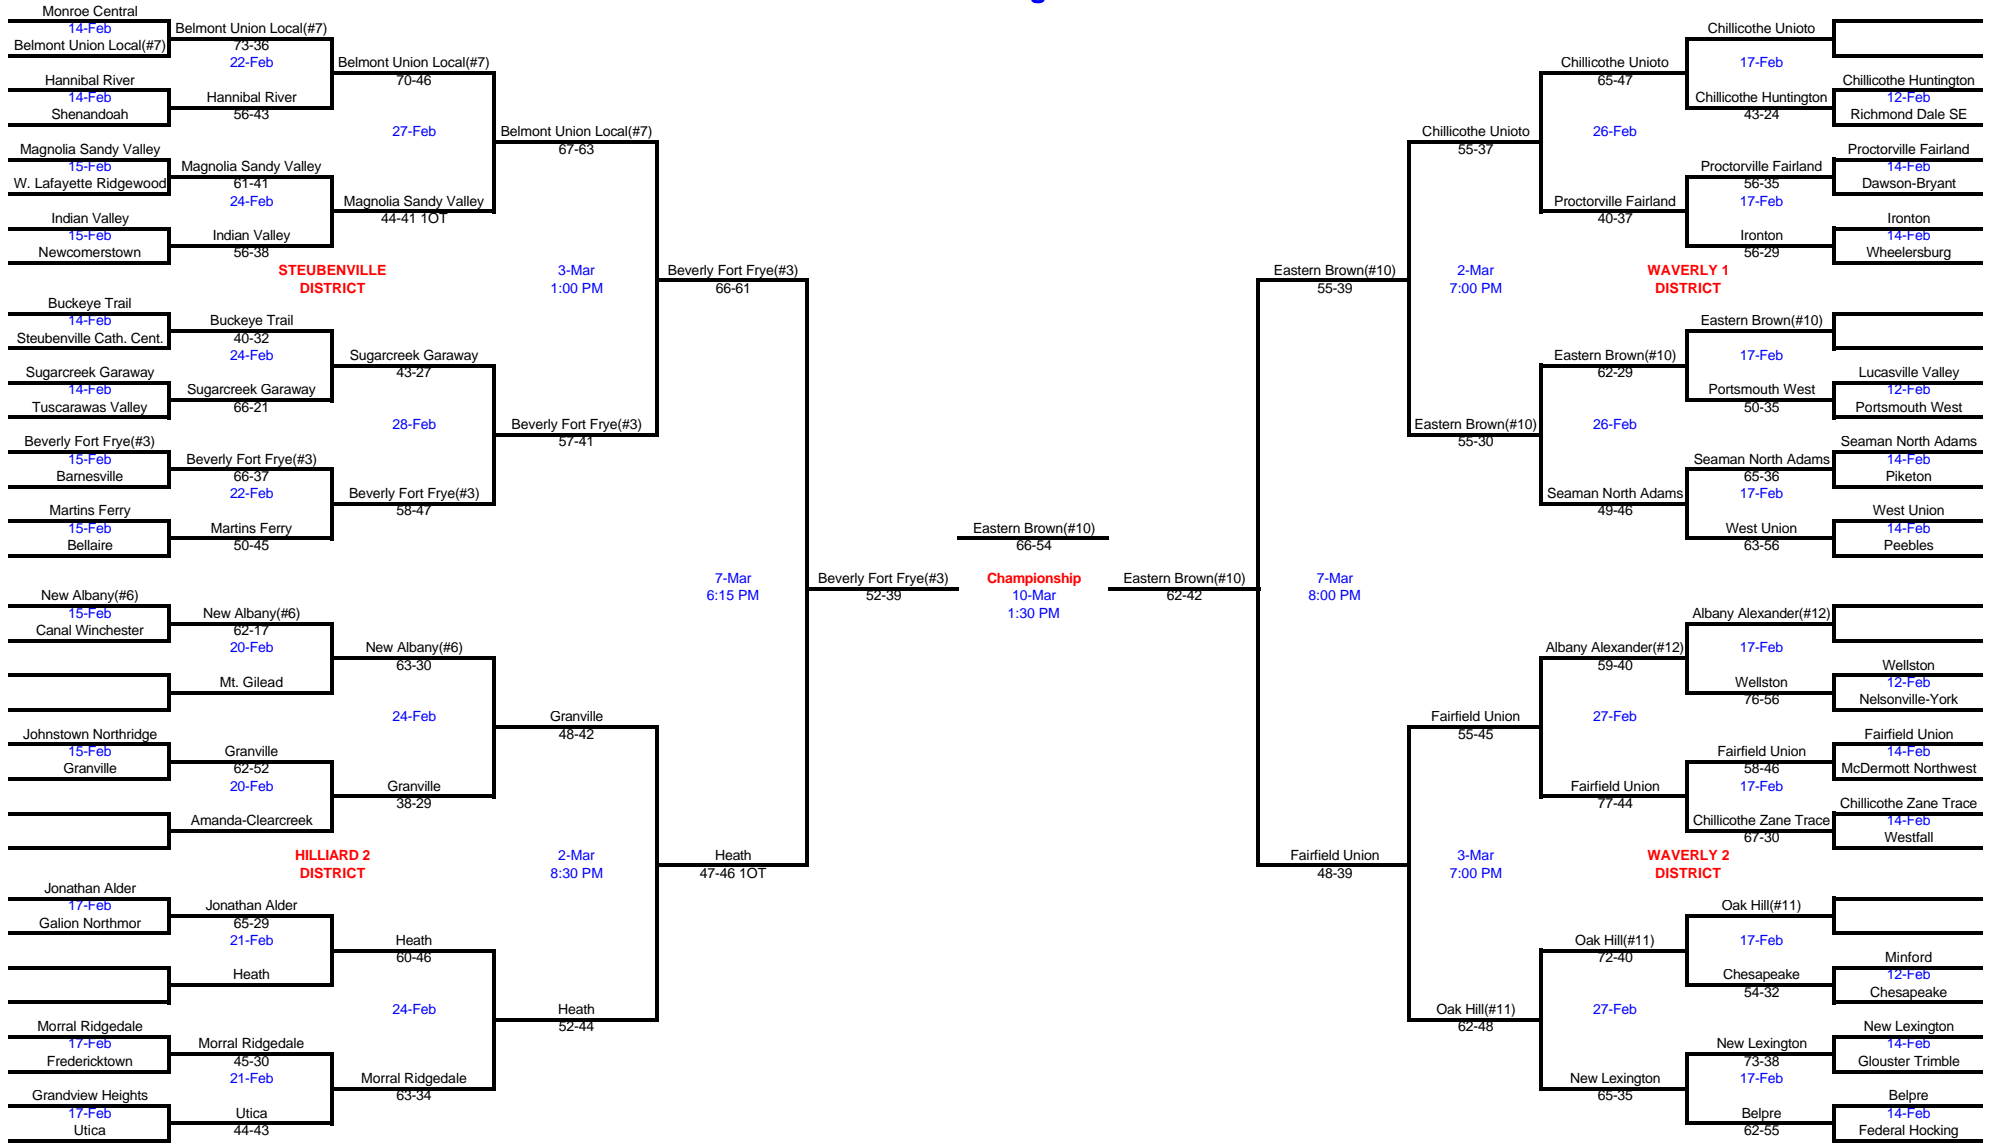 g
Monroe Central
14-Feb
Belmont Union Local(#7)
Belmont Union Local(#7)
73-36
22-Feb
Hannibal River
14-Feb
Shenandoah
Hannibal River
56-43
Belmont Union Local(#7)
70-46
27-Feb
Magnolia Sandy Valley
15-Feb
W. Lafayette Ridgewood
Magnolia Sandy Valley
61-41
24-Feb
Indian Valley
15-Feb
Newcomerstown
Indian Valley
56-38
Magnolia Sandy Valley
44-41 1OT
Belmont Union Local(#7)
67-63
STEUBENVILLE
DISTRICT
3-Mar
1:00 PM
Beverly Fort Frye(#3)
66-61
Buckeye Trail
14-Feb
Steubenville Cath. Cent.
Buckeye Trail
40-32
24-Feb
Sugarcreek Garaway
14-Feb
Tuscarawas Valley
Sugarcreek Garaway
66-21
Sugarcreek Garaway
43-27
28-Feb
Beverly Fort Frye(#3)
15-Feb
Barnesville
Beverly Fort Frye(#3)
66-37
22-Feb
Martins Ferry
15-Feb
Bellaire
Martins Ferry
50-45
Beverly Fort Frye(#3)
58-47
Beverly Fort Frye(#3)
57-41
7-Mar
6:15 PM
Beverly Fort Frye(#3)
52-39
New Albany(#6)
15-Feb
Canal Winchester
New Albany(#6)
62-17
20-Feb
Mt. Gilead
New Albany(#6)
63-30
24-Feb
Johnstown Northridge
15-Feb
Granville
Granville
62-52
20-Feb
Amanda-Clearcreek
Granville
38-29
Granville
48-42
HILLIARD 2
DISTRICT
2-Mar
8:30 PM
Heath
47-46 1OT
Jonathan Alder
17-Feb
Galion Northmor
Jonathan Alder
65-29
21-Feb
Heath
Heath
60-46
24-Feb
Morral Ridgedale
17-Feb
Fredericktown
Morral Ridgedale
45-30
21-Feb
Grandview Heights
17-Feb
Utica
Utica
44-43
Morral Ridgedale
63-34
Heath
52-44
Eastern Brown(#10)
66-54
Championship
10-Mar
1:30 PM
Eastern Brown(#10)
62-42
7-Mar
8:00 PM
Chillicothe Unioto
17-Feb
Chillicothe Huntington
12-Feb
Richmond Dale SE
Chillicothe Huntington
43-24
Chillicothe Unioto
65-47
26-Feb
Proctorville Fairland
14-Feb
Dawson-Bryant
Proctorville Fairland
56-35
17-Feb
Ironton
14-Feb
Wheelersburg
Ironton
56-29
Proctorville Fairland
40-37
Chillicothe Unioto
55-37
WAVERLY 1
DISTRICT
2-Mar
7:00 PM
Eastern Brown(#10)
55-39
Eastern Brown(#10)
17-Feb
Lucasville Valley
12-Feb
Portsmouth West
Portsmouth West
50-35
Eastern Brown(#10)
62-29
26-Feb
Seaman North Adams
14-Feb
Piketon
Seaman North Adams
65-36
17-Feb
West Union
14-Feb
Peebles
West Union
63-56
Seaman North Adams
49-46
Eastern Brown(#10)
55-30
Albany Alexander(#12)
17-Feb
Wellston
12-Feb
Nelsonville-York
Wellston
76-56
Albany Alexander(#12)
59-40
27-Feb
Fairfield Union
14-Feb
McDermott Northwest
Fairfield Union
58-46
17-Feb
Chillicothe Zane Trace
14-Feb
Westfall
Chillicothe Zane Trace
67-30
Fairfield Union
77-44
Fairfield Union
55-45
WAVERLY 2
DISTRICT
3-Mar
7:00 PM
Fairfield Union
48-39
Oak Hill(#11)
17-Feb
Minford
12-Feb
Chesapeake
Chesapeake
54-32
Oak Hill(#11)
72-40
27-Feb
New Lexington
14-Feb
Glouster Trimble
New Lexington
73-38
17-Feb
Belpre
14-Feb
Federal Hocking
Belpre
62-55
New Lexington
65-35
Oak Hill(#11)
62-48